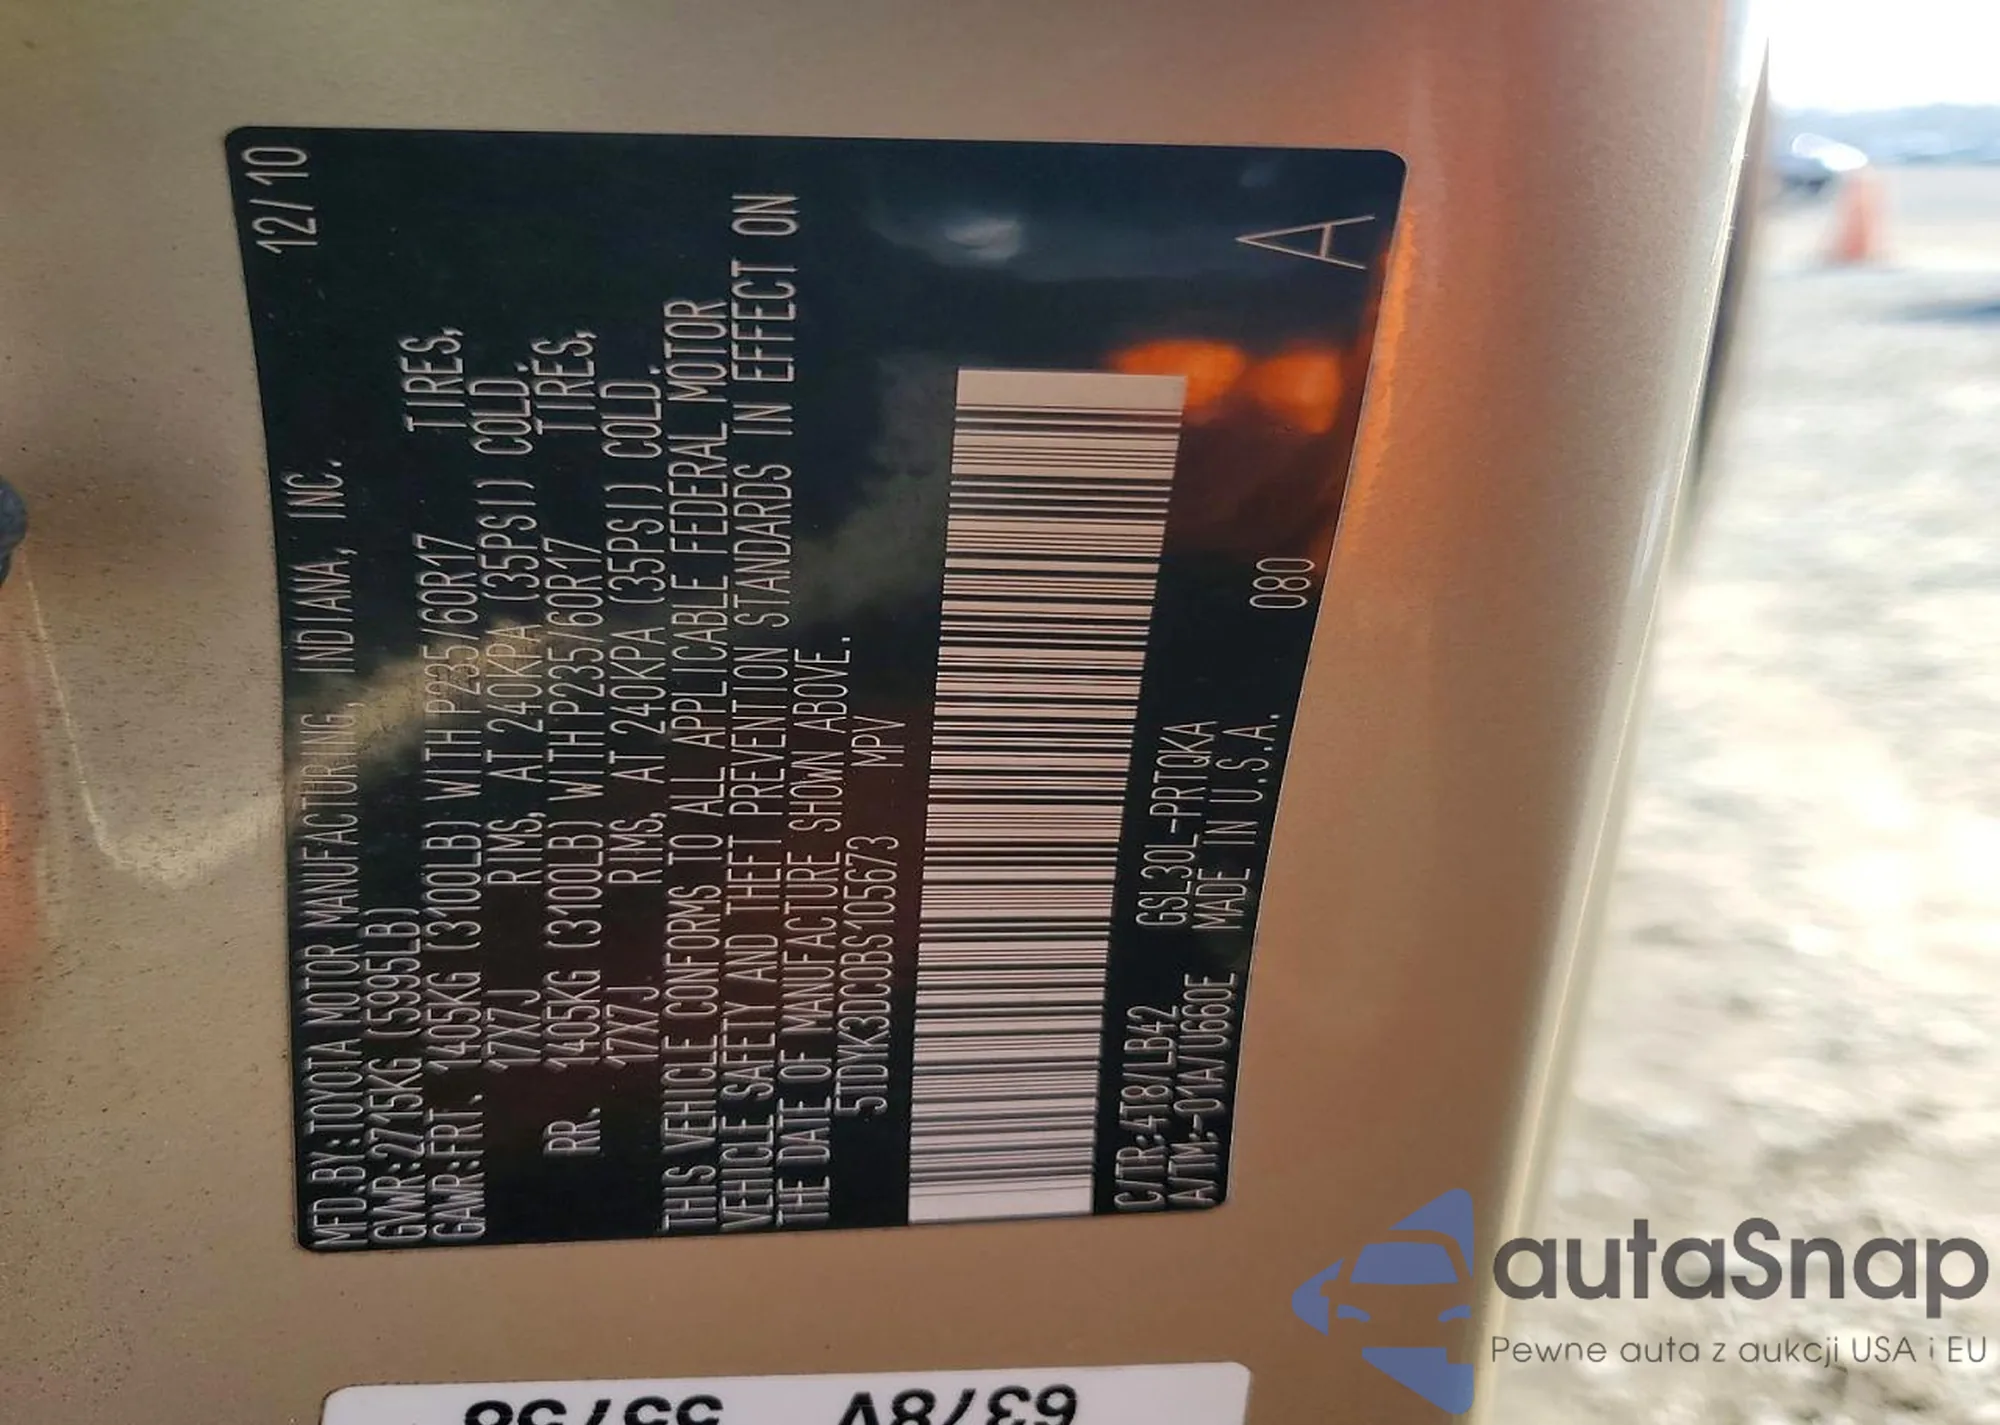 12/10
MFD.BY:TOYOTA MOTOR MANUFACTURING, INDIANA, INC.
GVWR:2715KG (5995LB)
GAWR:FRT. 1405KG (3100LB) WITH P235/60R17 TIRES,
17X7J RIMS, AT 240KPA (35PSI) COLD.
RR. 1405KG (3100LB) WITH P235/60R17 TIRES,
17X7J RIMS, AT 240KPA (35PSI) COLD.
THIS VEHICLE CONFORMS TO ALL APPLICABLE FEDERAL MOTOR
VEHICLE SAFETY AND THEFT PREVENTION STANDARDS IN EFFECT ON
THE DATE OF MANUFACTURE SHOWN ABOVE.
5TDYK3DC0BS105673 MPV
C/TR:4T8/LB42 GSL30L-PRTQKA
A/TM:-01A/U660E MADE IN U.S.A. 080 A
autaSnap
Pewne auta z aukcji USA i EU